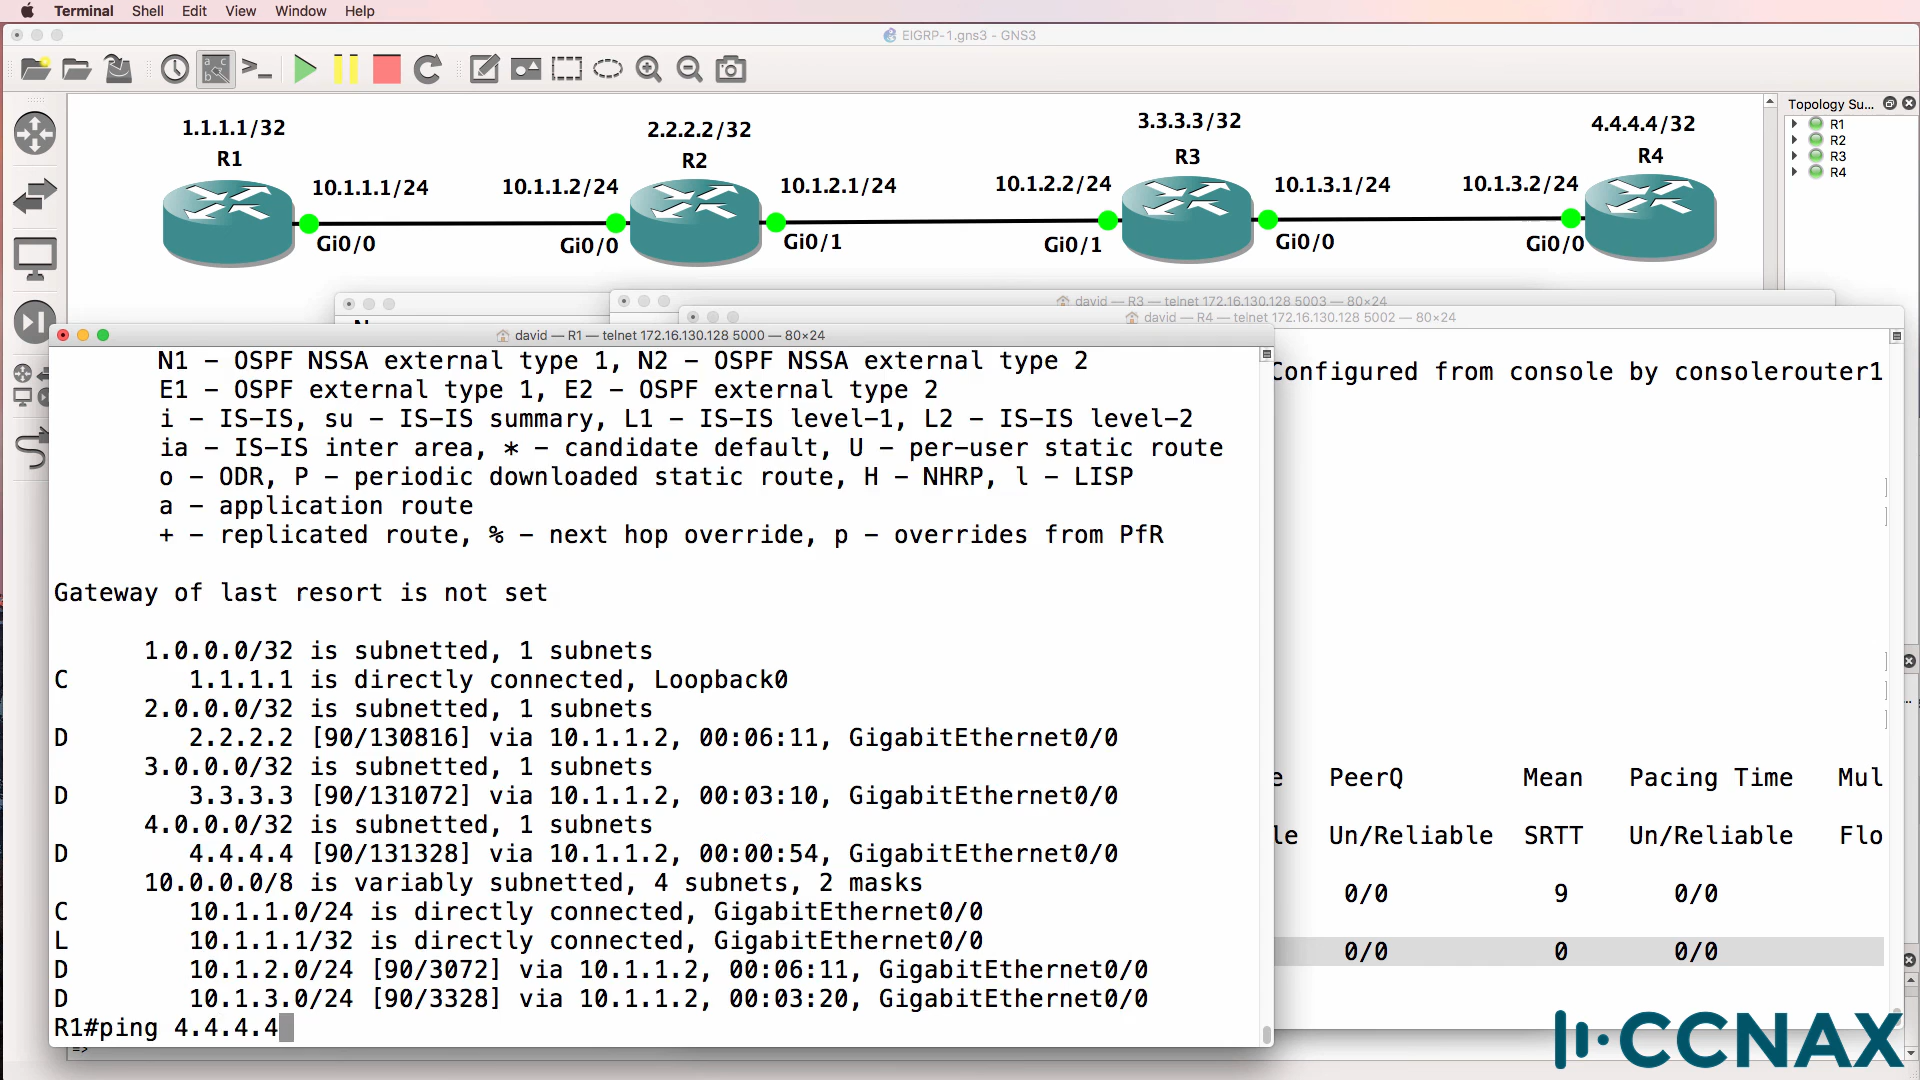 Terminal Shell Edit View Window Help
EIGRP-1.gns3 - GNS3
Topology Su...
R1
R2
R3
R4
1.1.1.1/32
R1
10.1.1.1/24
Gi0/0
2.2.2.2/32
R2
10.1.1.2/24
Gi0/0
10.1.2.1/24
Gi0/1
3.3.3.3/32
R3
10.1.2.2/24
Gi0/1
10.1.3.1/24
Gi0/0
4.4.4.4/32
R4
10.1.3.2/24
Gi0/0
david — R3 — telnet 172.16.130.128 5003 — 80×24
david — R4 — telnet 172.16.130.128 5002 — 80×24
david — R1 — telnet 172.16.130.128 5000 — 80×24
N1 - OSPF NSSA external type 1, N2 - OSPF NSSA external type 2
E1 - OSPF external type 1, E2 - OSPF external type 2
i - IS-IS, su - IS-IS summary, L1 - IS-IS level-1, L2 - IS-IS level-2
ia - IS-IS inter area, * - candidate default, U - per-user static route
o - ODR, P - periodic downloaded static route, H - NHRP, l - LISP
a - application route
+ - replicated route, % - next hop override, p - overrides from PfR
Gateway of last resort is not set
1.0.0.0/32 is subnetted, 1 subnets
C 1.1.1.1 is directly connected, Loopback0
2.0.0.0/32 is subnetted, 1 subnets
D 2.2.2.2 [90/130816] via 10.1.1.2, 00:06:11, GigabitEthernet0/0
3.0.0.0/32 is subnetted, 1 subnets
D 3.3.3.3 [90/131072] via 10.1.1.2, 00:03:10, GigabitEthernet0/0
4.0.0.0/32 is subnetted, 1 subnets
D 4.4.4.4 [90/131328] via 10.1.1.2, 00:00:54, GigabitEthernet0/0
10.0.0.0/8 is variably subnetted, 4 subnets, 2 masks
C 10.1.1.0/24 is directly connected, GigabitEthernet0/0
L 10.1.1.1/32 is directly connected, GigabitEthernet0/0
D 10.1.2.0/24 [90/3072] via 10.1.1.2, 00:06:11, GigabitEthernet0/0
D 10.1.3.0/24 [90/3328] via 10.1.1.2, 00:03:20, GigabitEthernet0/0
R1#ping 4.4.4.4
=>
Configured from console by consolerouter1
e PeerQ Mean Pacing Time Mul
le Un/Reliable SRTT Un/Reliable Flo
0/0 9 0/0
0/0 0 0/0
CCNAX